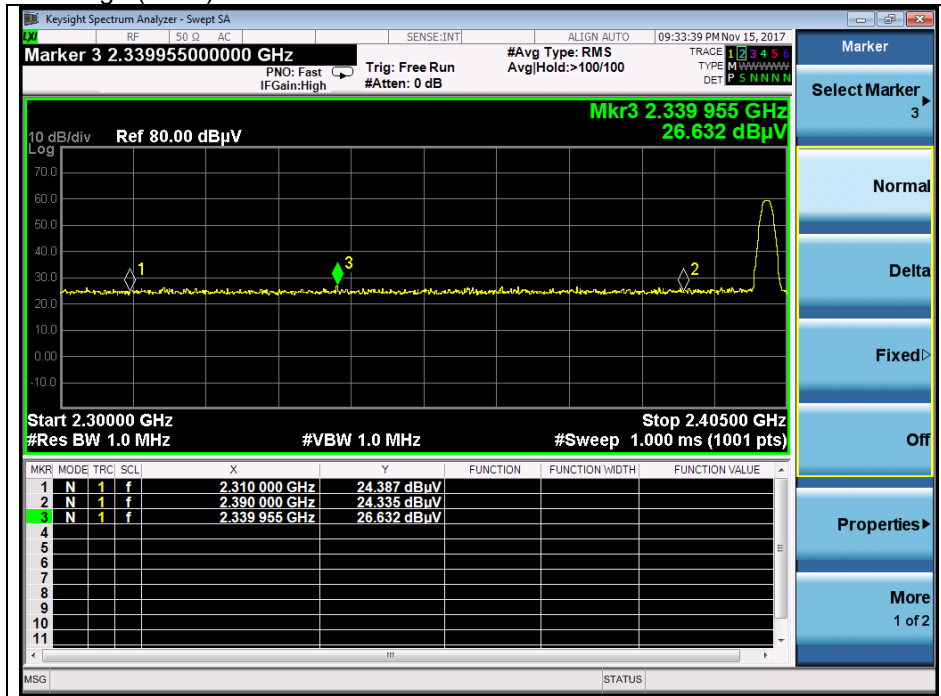 Keysight Spectrum Analyzer - Swept SA
LXI RF 50 Ω AC SENSE:INT ALIGN AUTO 09:33:39 PM Nov 15, 2017
Marker 3 2.339955000000 GHz
PNO: Fast
IFGain:High
Trig: Free Run
#Atten: 0 dB
#Avg Type: RMS
Avg|Hold:>100/100
TRACE 1 2 3 4 5 6
TYPE M W W W W W
DET P S N N N N
Mkr3 2.339 955 GHz
26.632 dBµV
10 dB/div Ref 80.00 dBµV
Log
70.0
60.0
50.0
40.0
30.0
20.0
10.0
0.00
-10.0
1
3
2
Start 2.30000 GHz Stop 2.40500 GHz
#Res BW 1.0 MHz #VBW 1.0 MHz #Sweep 1.000 ms (1001 pts)
MKR MODE TRC SCL X Y FUNCTION FUNCTION WIDTH FUNCTION VALUE
1 N 1 f 2.310 000 GHz 24.387 dBµV
2 N 1 f 2.390 000 GHz 24.335 dBµV
3 N 1 f 2.339 955 GHz 26.632 dBµV
4
5
6
7
8
9
10
11
MSG STATUS
Marker
Select Marker
3
Normal
Delta
Fixed
Off
Properties
More
1 of 2